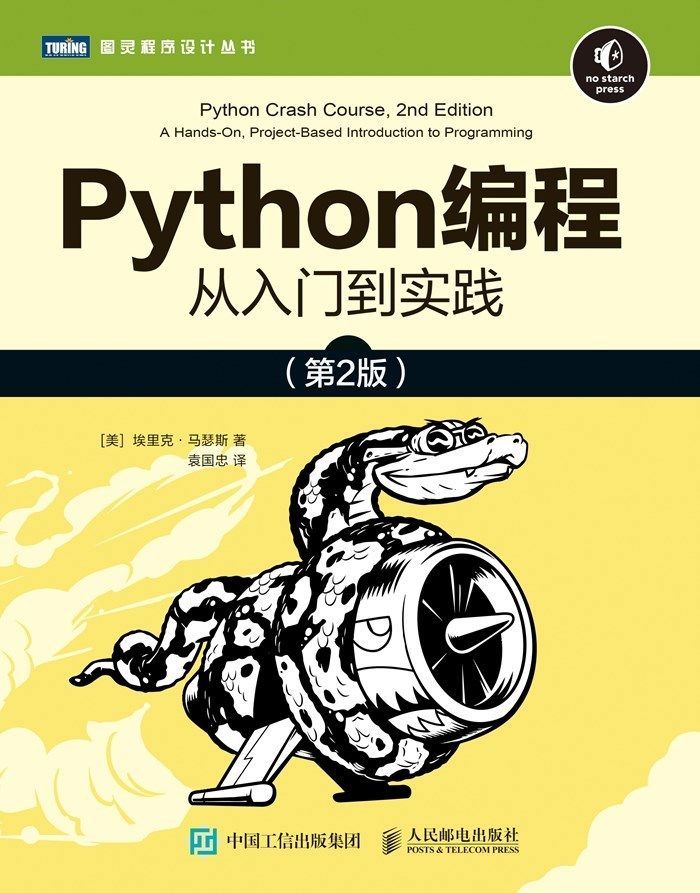 TURING 图灵程序设计丛书
no starch
press
Python Crash Course, 2nd Edition
A Hands-On, Project-Based Introduction to Programming
Python编程
从入门到实践
（第2版）
[美] 埃里克·马瑟斯 著
袁国忠 译
P
中国工信出版集团
人民邮电出版社
POSTS & TELECOM PRESS